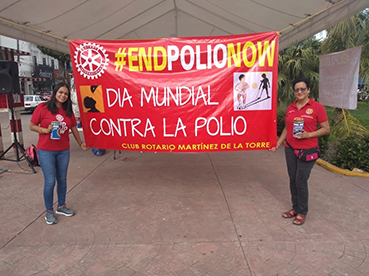 #ENDPOLIONOW
DIA MUNDIAL
CONTRA LA POLIO
CLUB ROTARIO MARTÍNEZ DE LA TORRE